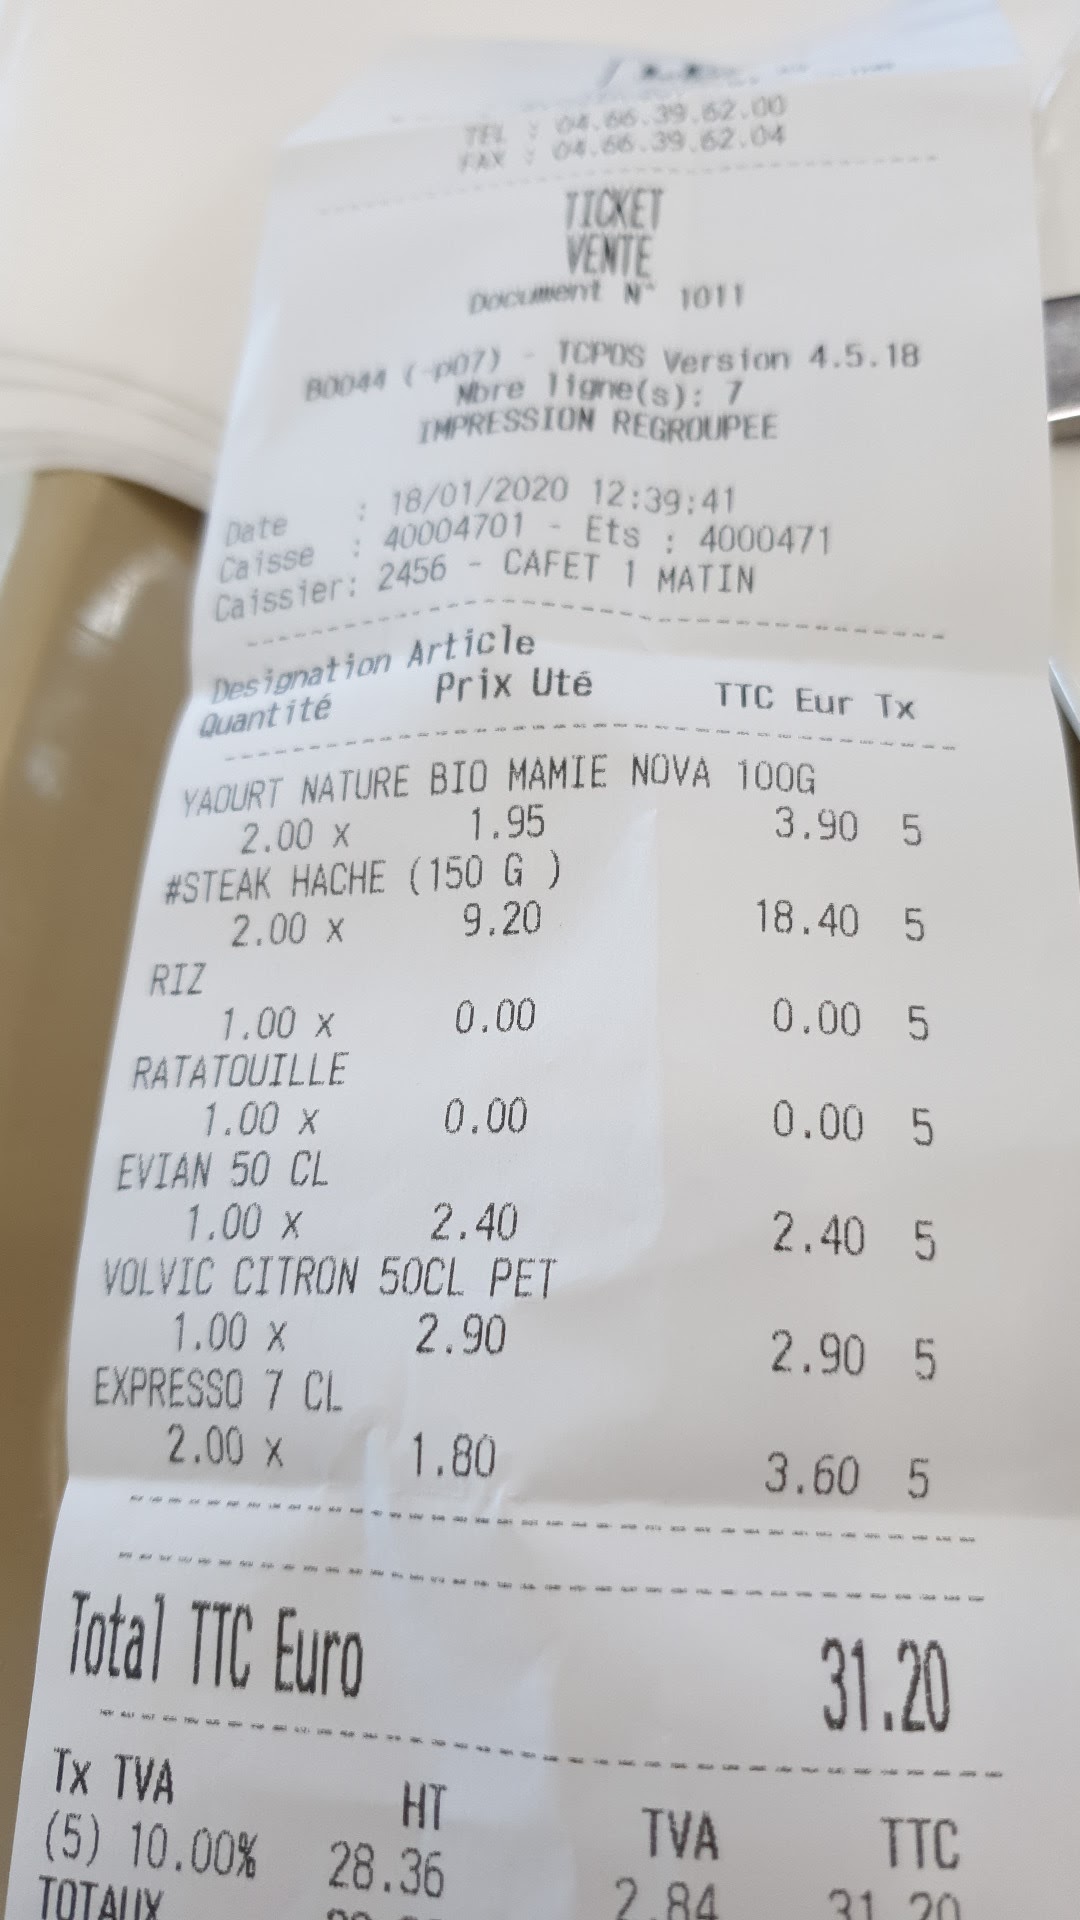 TEL : 04.66.39.62.00
FAX : 04.66.39.62.04
TICKET
VENTE
Document N° 1011
B0044 (-p07) - TCPOS Version 4.5.18
Nbre ligne(s): 7
IMPRESSION REGROUPEE
Date : 18/01/2020 12:39:41
Caisse : 40004701 - Ets : 4000471
Caissier: 2456 - CAFET 1 MATIN
Designation Article
Quantité Prix Uté TTC Eur Tx
YAOURT NATURE BIO MAMIE NOVA 100G
2.00 x 1.95 3.90 5
#STEAK HACHE (150 G )
2.00 x 9.20 18.40 5
RIZ
1.00 x 0.00 0.00 5
RATATOUILLE
1.00 x 0.00 0.00 5
EVIAN 50 CL
1.00 x 2.40 2.40 5
VOLVIC CITRON 50CL PET
1.00 x 2.90 2.90 5
EXPRESSO 7 CL
2.00 x 1.80 3.60 5
Total TTC Euro 31.20
Tx TVA HT TVA TTC
(5) 10.00% 28.36 2.84 31.20
TOTAUX